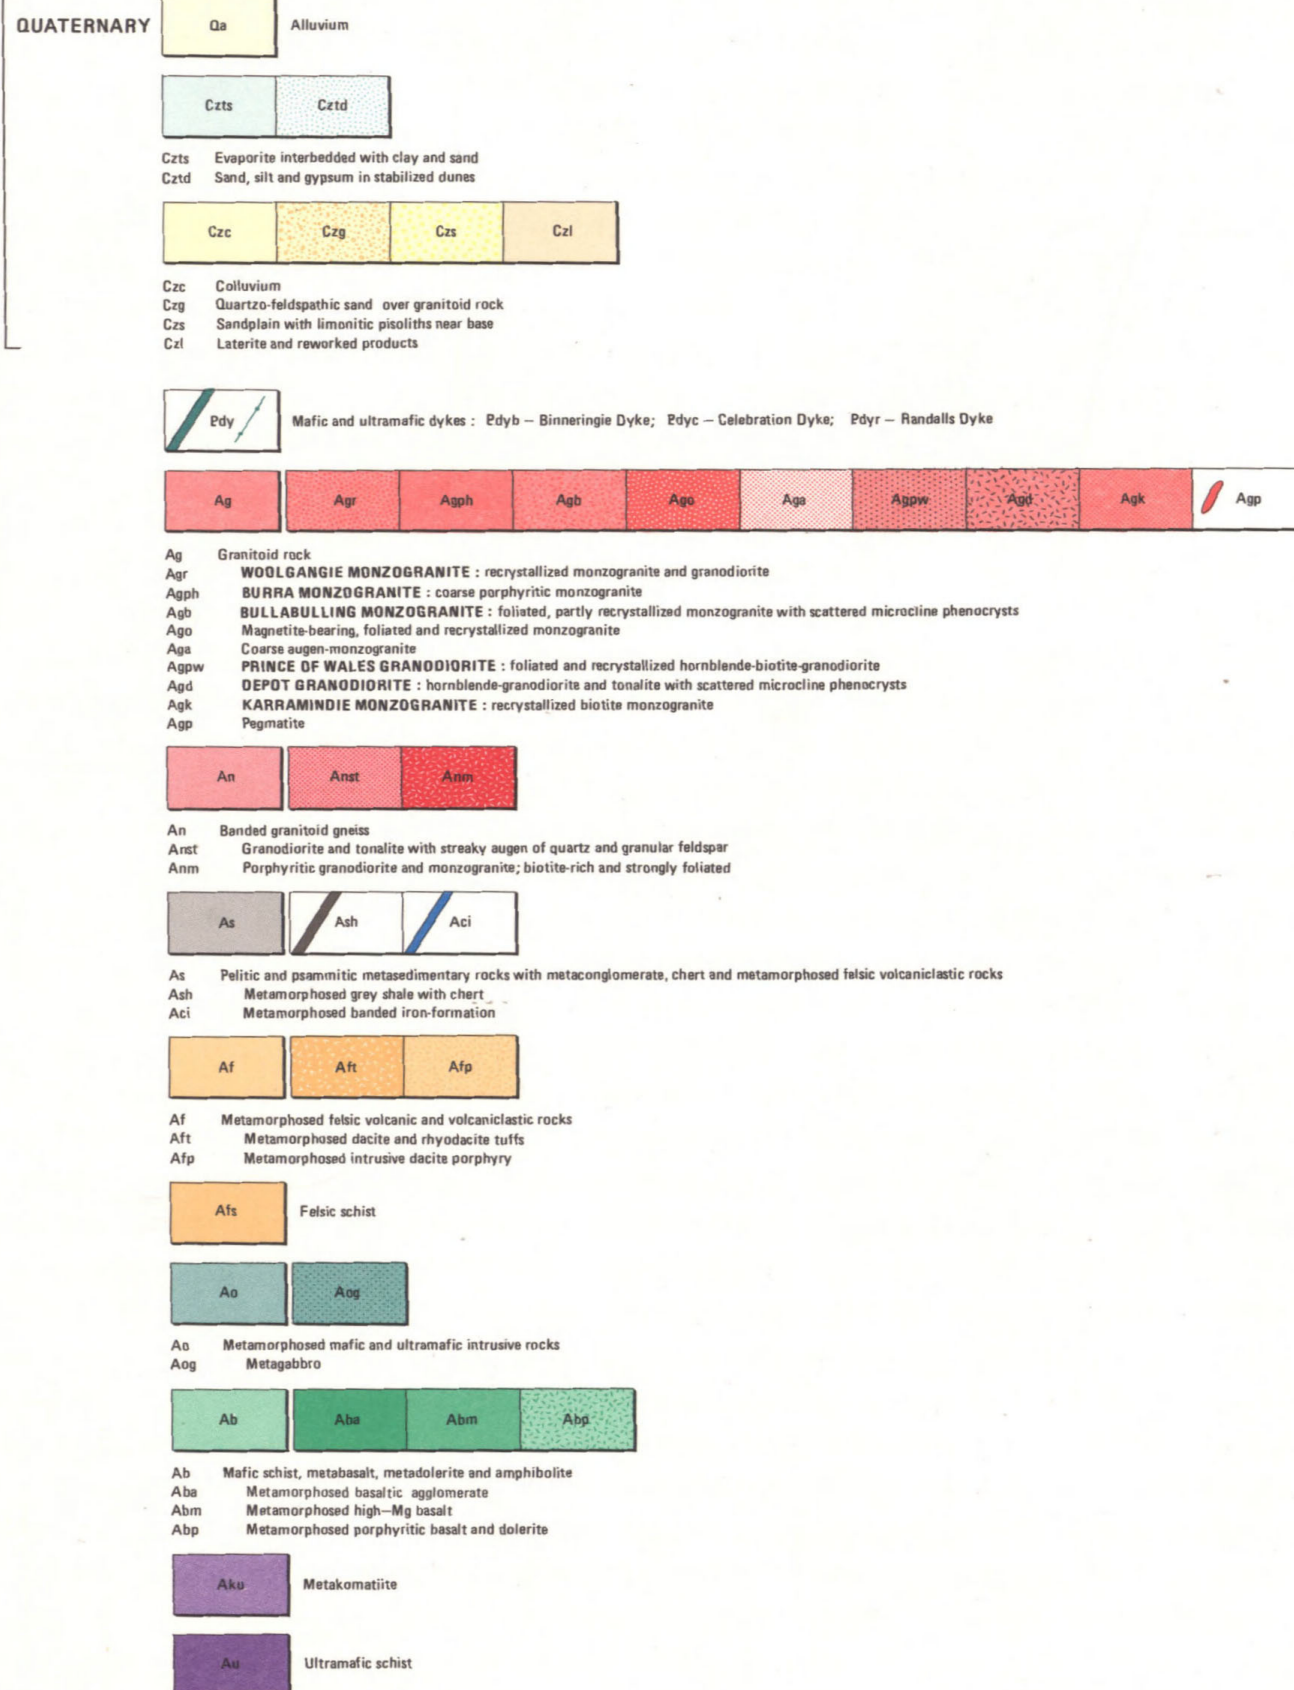 QUATERNARY Qa Alluvium
Czts Cztd
Czts Evaporite interbedded with clay and sand
Cztd Sand, silt and gypsum in stabilized dunes
Czc Czg Czs Czl
Czc Colluvium
Czg Quartzo-feldspathic sand over granitoid rock
Czs Sandplain with limonitic pisoliths near base
Czl Laterite and reworked products
Pdy Mafic and ultramafic dykes : Pdyb – Binneringie Dyke; Pdyc – Celebration Dyke; Pdyr – Randalls Dyke
Ag Agr Agph Agb Ago Aga Agpw Agd Agk Agp
Ag Granitoid rock
Agr WOOLGANGIE MONZOGRANITE : recrystallized monzogranite and granodiorite
Agph BURRA MONZOGRANITE : coarse porphyritic monzogranite
Agb BULLABULLING MONZOGRANITE : foliated, partly recrystallized monzogranite with scattered microcline phenocrysts
Ago Magnetite-bearing, foliated and recrystallized monzogranite
Aga Coarse augen-monzogranite
Agpw PRINCE OF WALES GRANODIORITE : foliated and recrystallized hornblende-biotite-granodiorite
Agd DEPOT GRANODIORITE : hornblende-granodiorite and tonalite with scattered microcline phenocrysts
Agk KARRAMINDIE MONZOGRANITE : recrystallized biotite monzogranite
Agp Pegmatite
An Anst Anm
An Banded granitoid gneiss
Anst Granodiorite and tonalite with streaky augen of quartz and granular feldspar
Anm Porphyritic granodiorite and monzogranite; biotite-rich and strongly foliated
As Ash Aci
As Pelitic and psammitic metasedimentary rocks with metaconglomerate, chert and metamorphosed felsic volcaniclastic rocks
Ash Metamorphosed grey shale with chert
Aci Metamorphosed banded iron-formation
Af Aft Afp
Af Metamorphosed felsic volcanic and volcaniclastic rocks
Aft Metamorphosed dacite and rhyodacite tuffs
Afp Metamorphosed intrusive dacite porphyry
Afs Felsic schist
Ao Aog
Ao Metamorphosed mafic and ultramafic intrusive rocks
Aog Metagabbro
Ab Aba Abm Abp
Ab Mafic schist, metabasalt, metadolerite and amphibolite
Aba Metamorphosed basaltic agglomerate
Abm Metamorphosed high–Mg basalt
Abp Metamorphosed porphyritic basalt and dolerite
Aku Metakomatiite
Au Ultramafic schist